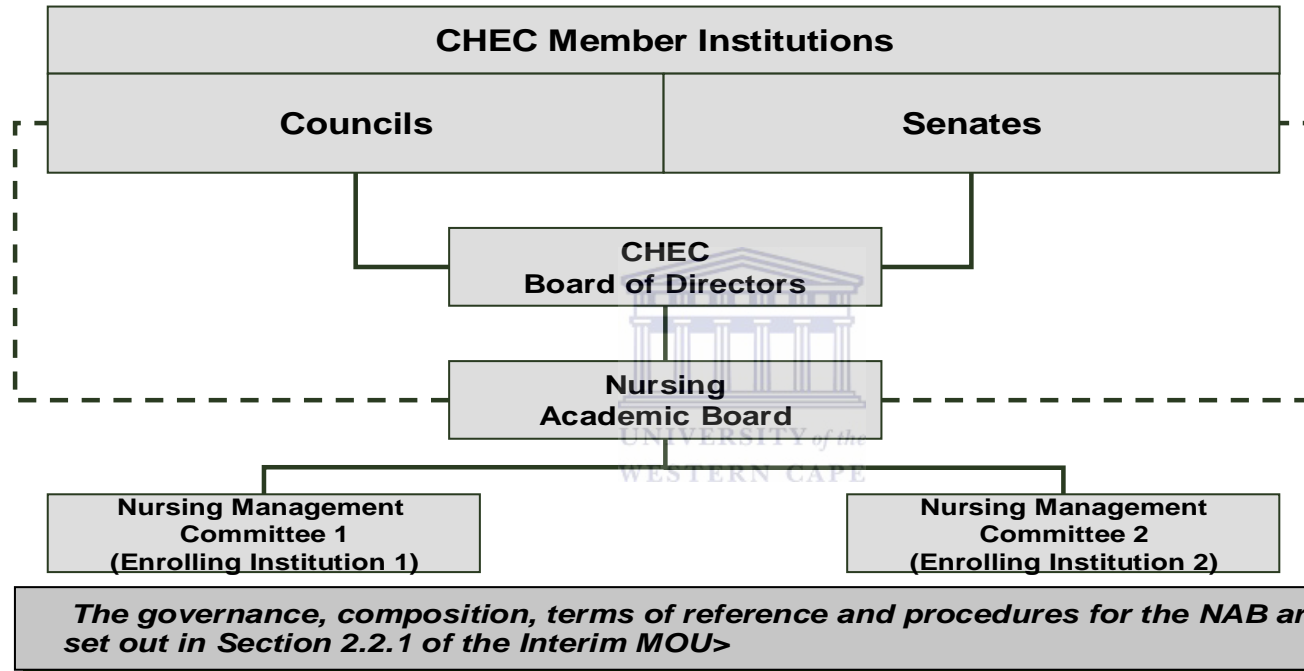 CHEC Member Institutions
Councils
Senates
CHEC
Board of Directors
Nursing
Academic Board
UNIVERSITY of the
WESTERN CAPE
Nursing Management
Committee 1
(Enrolling Institution 1)
Nursing Management
Committee 2
(Enrolling Institution 2)
The governance, composition, terms of reference and procedures for the NAB
set out in Section 2.2.1 of the Interim MOU>